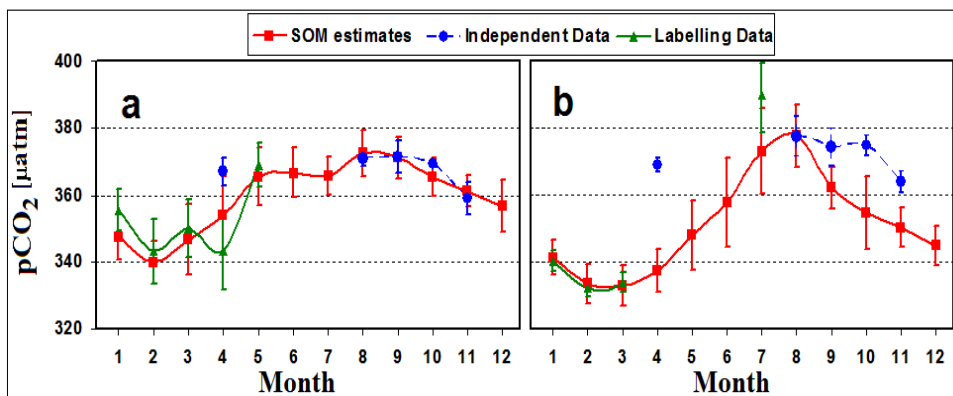 SOM estimates Independent Data Labelling Data
pCO2 [µatm]
400
380
360
340
320
a
b
1 2 3 4 5 6 7 8 9 10 11 12
1 2 3 4 5 6 7 8 9 10 11 12
Month
Month